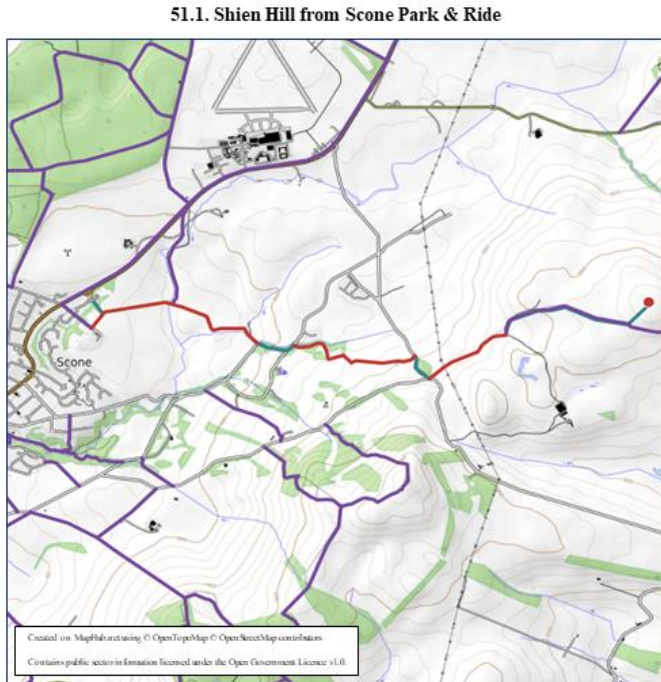 51.1. Shien Hill from Scone Park & Ride
Scone
Created on MapHub.net using © OpenTopoMap © OpenStreetMap contributors
Contains public sector information licensed under the Open Government Licence v1.0.